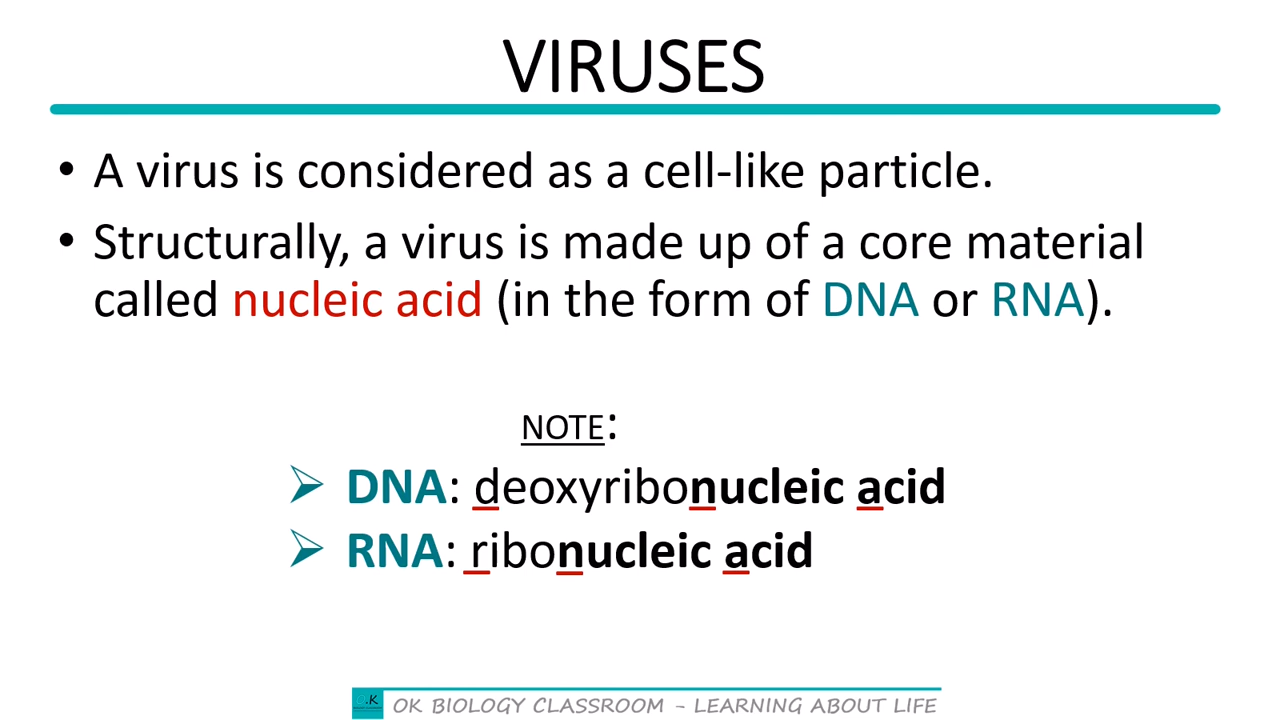 VIRUSES
• A virus is considered as a cell-like particle.
• Structurally, a virus is made up of a core material
called nucleic acid (in the form of DNA or RNA).
NOTE:
➢ DNA: deoxyribonucleic acid
➢ RNA: ribonucleic acid
OK BIOLOGY CLASSROOM - LEARNING ABOUT LIFE